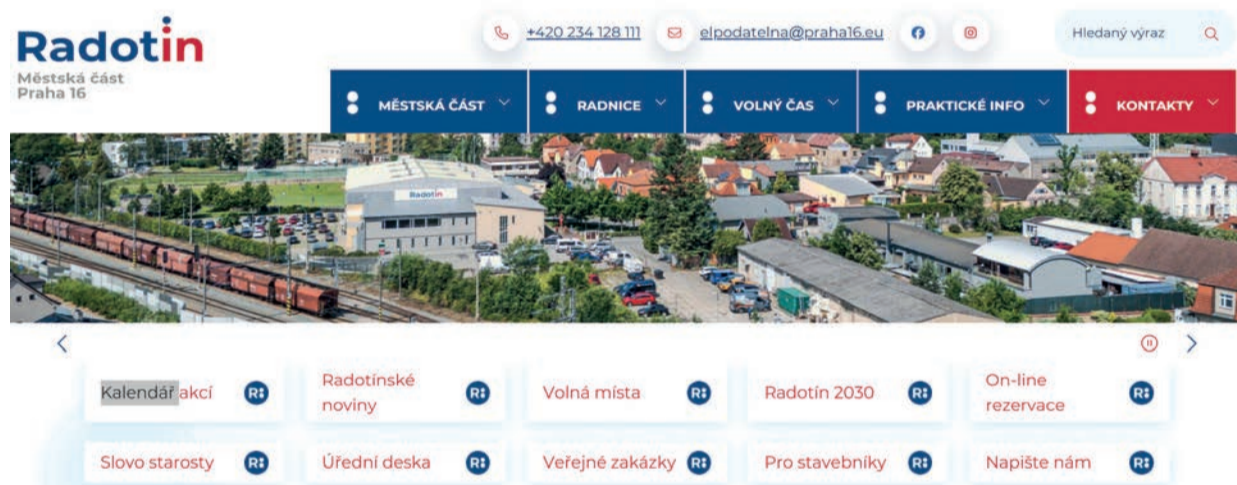 Radotin
Městská část
Praha 16
+420 234 128 111
elpodatelna@praha16.eu
Hledaný výraz
MĚSTSKÁ ČÁST
RADNICE
VOLNÝ ČAS
PRAKTICKÉ INFO
KONTAKTY
Radotin
Kalendář akcí R:
Radotínské
noviny R:
Volná místa R:
Radotín 2030 R:
On-line
rezervace R:
Slovo starosty R:
Úřední deska R:
Veřejné zakázky R:
Pro stavebníky R:
Napište nám R: